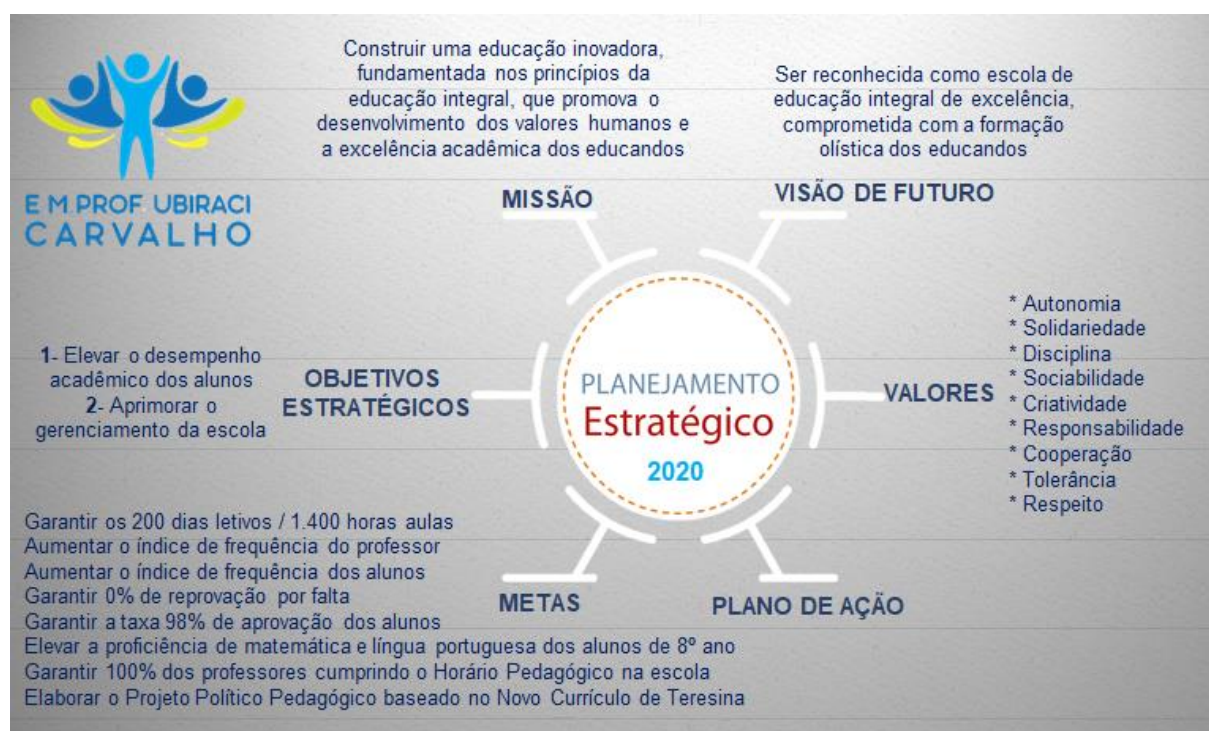 Construir uma educação inovadora,
fundamentada nos princípios da
educação integral, que promova o
desenvolvimento dos valores humanos e
a excelência acadêmica dos educandos
MISSÃO
Ser reconhecida como escola de
educação integral de excelência,
comprometida com a formação
olística dos educandos
VISÃO DE FUTURO
E M PROF. UBIRACI
CARVALHO
1- Elevar o desempenho
acadêmico dos alunos
2- Aprimorar o
gerenciamento da escola
OBJETIVOS
ESTRATÉGICOS
PLANEJAMENTO
Estratégico
2020
VALORES
* Autonomia
* Solidariedade
* Disciplina
* Sociabilidade
* Criatividade
* Responsabilidade
* Cooperação
* Tolerância
* Respeito
Garantir os 200 dias letivos / 1.400 horas aulas
Aumentar o índice de frequência do professor
Aumentar o índice de frequência dos alunos
Garantir 0% de reprovação por falta
Garantir a taxa 98% de aprovação dos alunos
Elevar a proficiência de matemática e língua portuguesa dos alunos de 8º ano
Garantir 100% dos professores cumprindo o Horário Pedagógico na escola
Elaborar o Projeto Político Pedagógico baseado no Novo Currículo de Teresina
METAS
PLANO DE AÇÃO